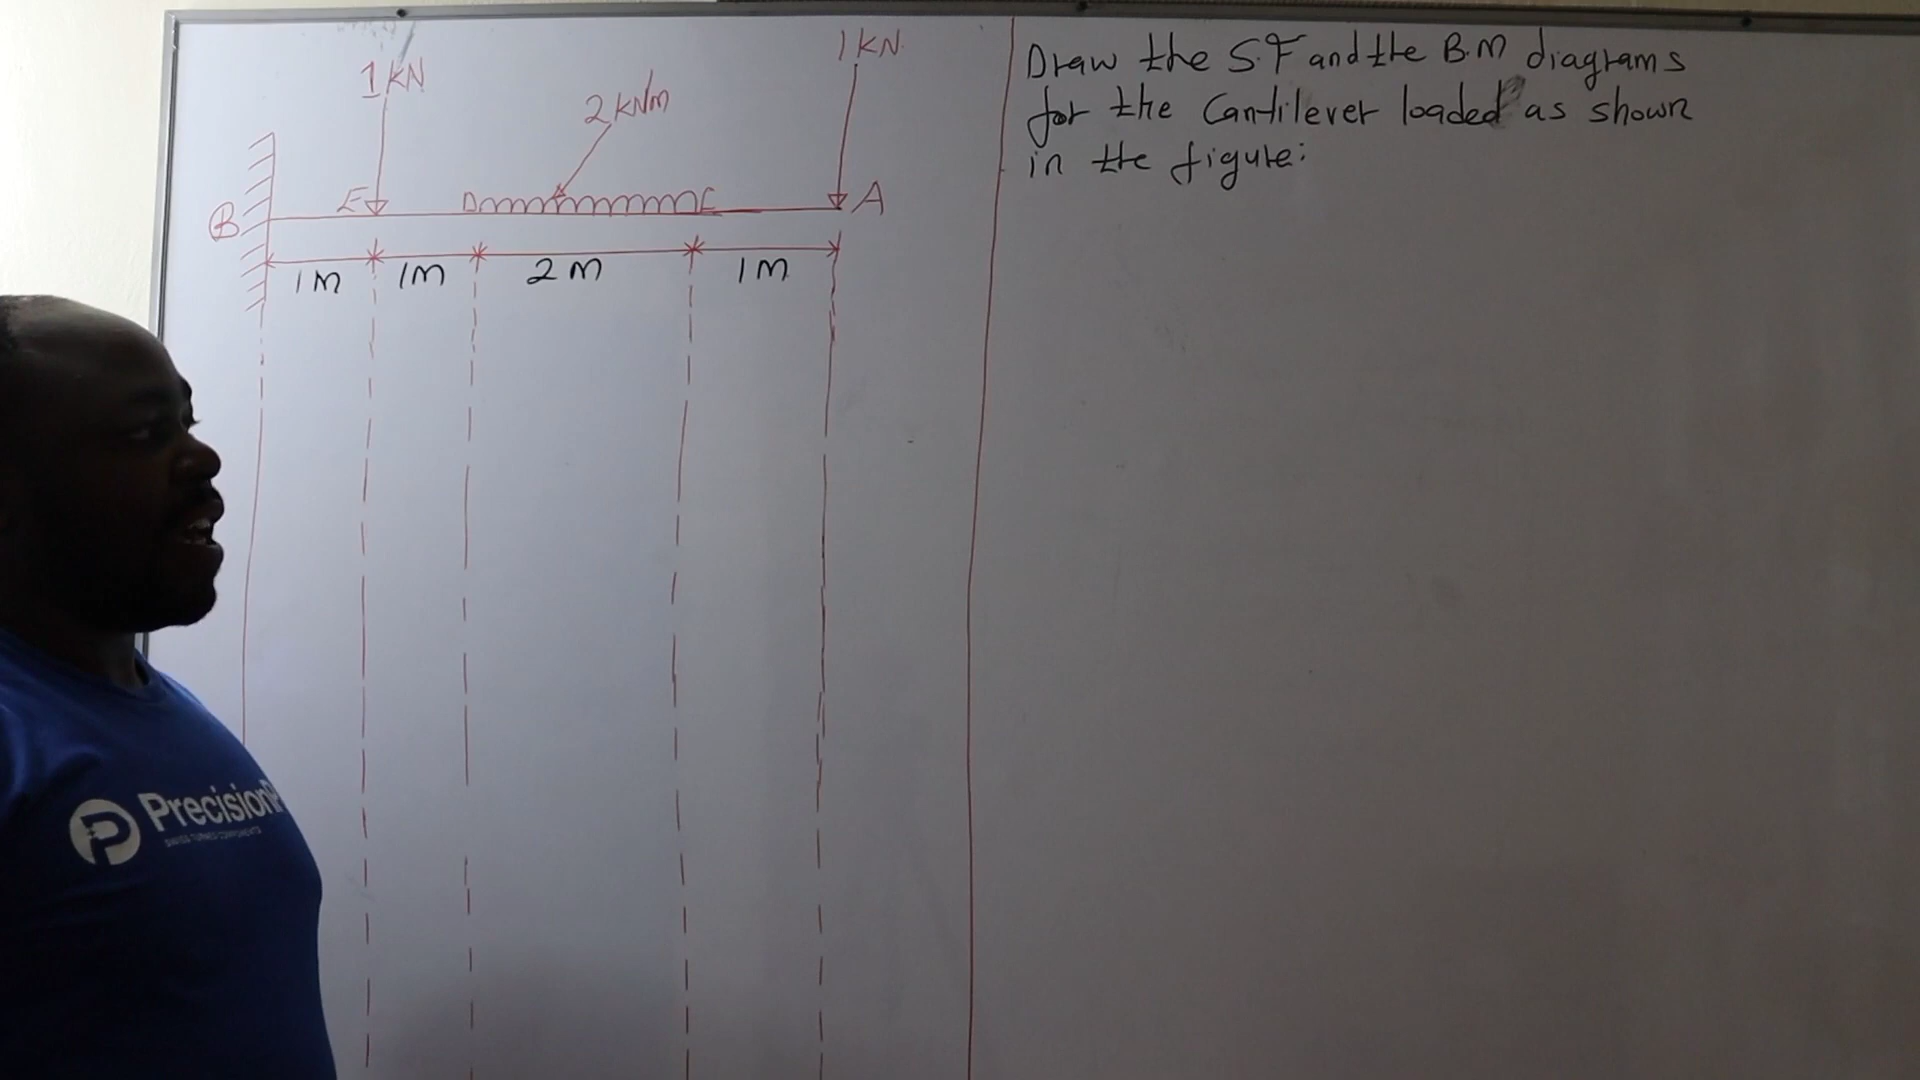 1KN
1KN
2KNm
B
E
D
C
A
1M
1M
2M
1M
Draw the S.F and the B.M diagrams
for the Cantilever loaded as shown
in the figure:
Precision